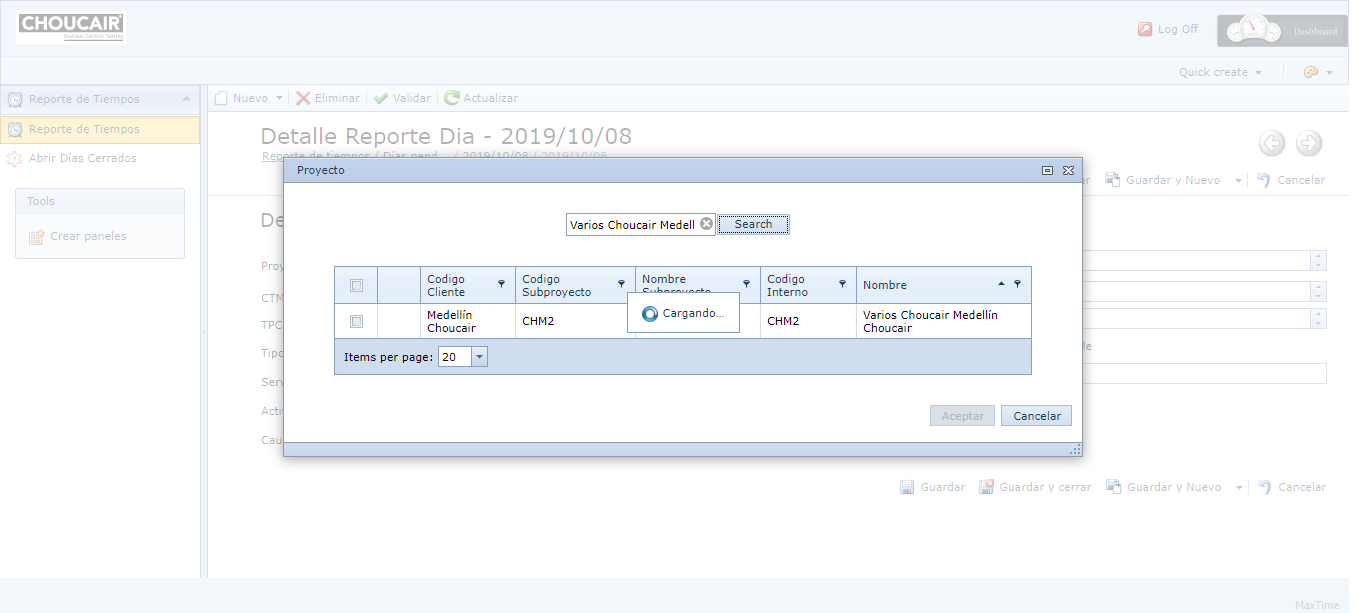 CHOUCAIR
Business Centric Testing
Log Off
Dashboard
Quick create
Reporte de Tiempos
Nuevo
Eliminar
Validar
Actualizar
Reporte de Tiempos
Abrir Días Cerrados
Tools
Crear paneles
Detalle Reporte Dia - 2019/10/08
Reporte de tiempos / Días pend... / 2019/10/08 / 2019/10/08
Guardar y Nuevo
Cancelar
De
Proy
CTM
TPC
Tipo
Serv
Acti
Cau
de
Proyecto
Varios Choucair Medell
Search
Codigo Cliente
Codigo Subproyecto
Nombre Subproyecto
Codigo Interno
Nombre
Medellín Choucair
CHM2
CHM2
Varios Choucair Medellín Choucair
Cargando...
Items per page: 20
Aceptar
Cancelar
Guardar
Guardar y cerrar
Guardar y Nuevo
Cancelar
MaxTime